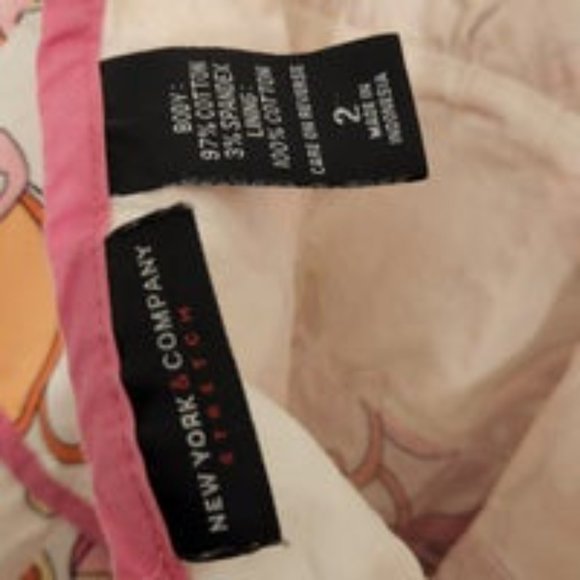 BODY:
97% COTTON
3% SPANDEX
LINING:
100% COTTON
CARE ON REVERSE
2
MADE IN
INDONESIA
NEW YORK & COMPANY
STRETCH